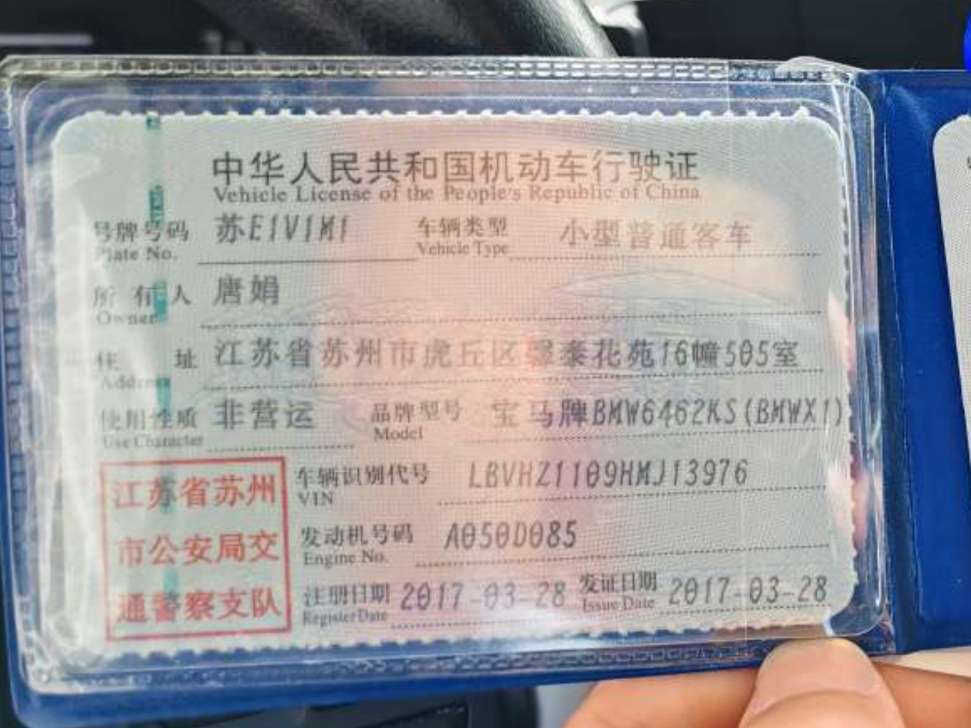 中华人民共和国机动车行驶证
Vehicle License of the People's Republic of China
号牌号码 苏E1V1M1 车辆类型 小型普通客车
Plate No. Vehicle Type
所有人 唐娟
Owner
住址 江苏省苏州市虎丘区馨泰花苑16幢505室
Address
使用性质 非营运 品牌型号 宝马牌BMW6462KS(BMWX1)
Use Character Model
江苏省苏州 车辆识别代号 LBVHZ1109HMJ13976
VIN
市公安局交 发动机号码 A050D085
Engine No.
通警察支队 注册日期 2017-03-28 发证日期 2017-03-28
Register Date Issue Date